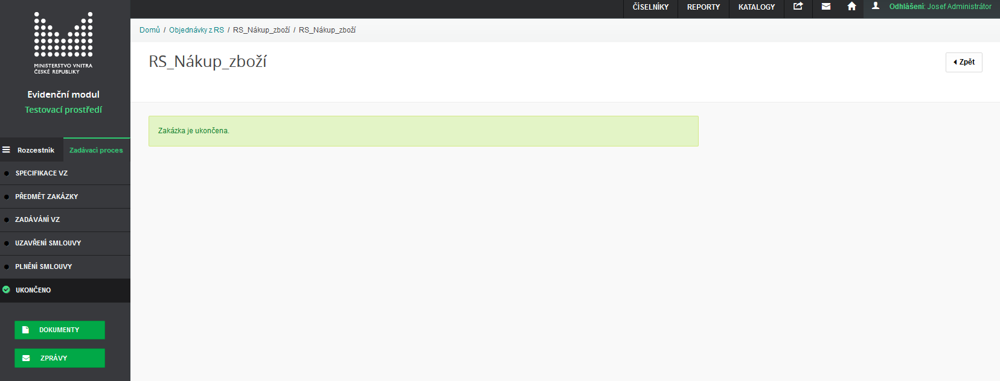 ČÍSELNÍKY REPORTY KATALOGY Odhlášení: Josef Administrátor
MINISTERSTVO VNITRA
ČESKÉ REPUBLIKY
Evidenční modul
Testovací prostředí
Domů / Objednávky z RS / RS_Nákup_zboží / RS_Nákup_zboží
RS_Nákup_zboží
Zpět
Zakázka je ukončena.
Rozcestník Zadávací proces
SPECIFIKACE VZ
PŘEDMĚT ZAKÁZKY
ZADÁVÁNÍ VZ
UZAVŘENÍ SMLOUVY
PLNĚNÍ SMLOUVY
UKONČENO
DOKUMENTY
ZPRÁVY